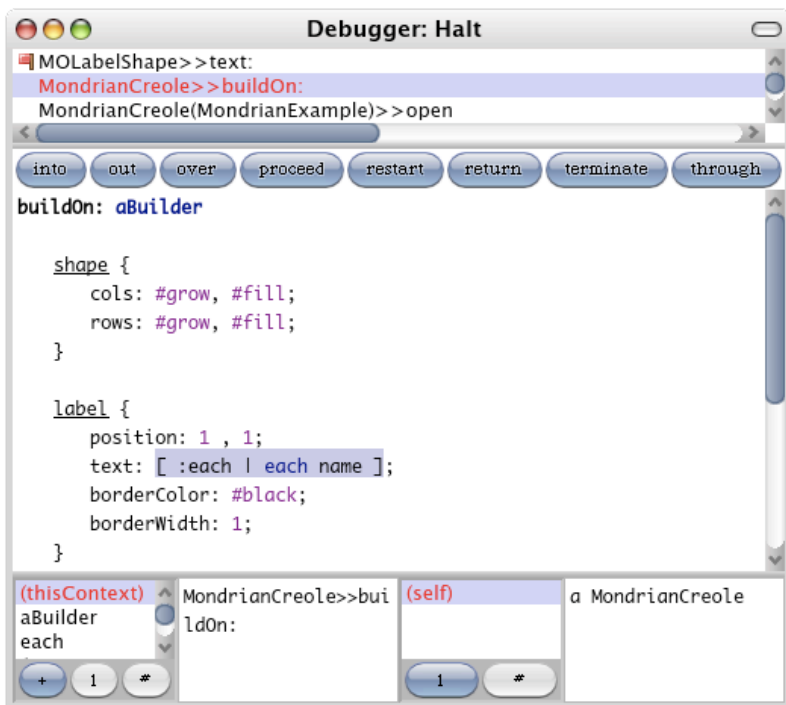 Debugger: Halt
MOLabelShape>>text:
MondrianCreole>>buildOn:
MondrianCreole(MondrianExample)>>open
into out over proceed restart return terminate through
buildOn: aBuilder
shape {
cols: #grow, #fill;
rows: #grow, #fill;
}
label {
position: 1 , 1;
text: [ :each | each name ];
borderColor: #black;
borderWidth: 1;
}
(thisContext)
aBuilder
each
+ 1 #
MondrianCreole>>bui
ldOn:
(self)
1 #
a MondrianCreole